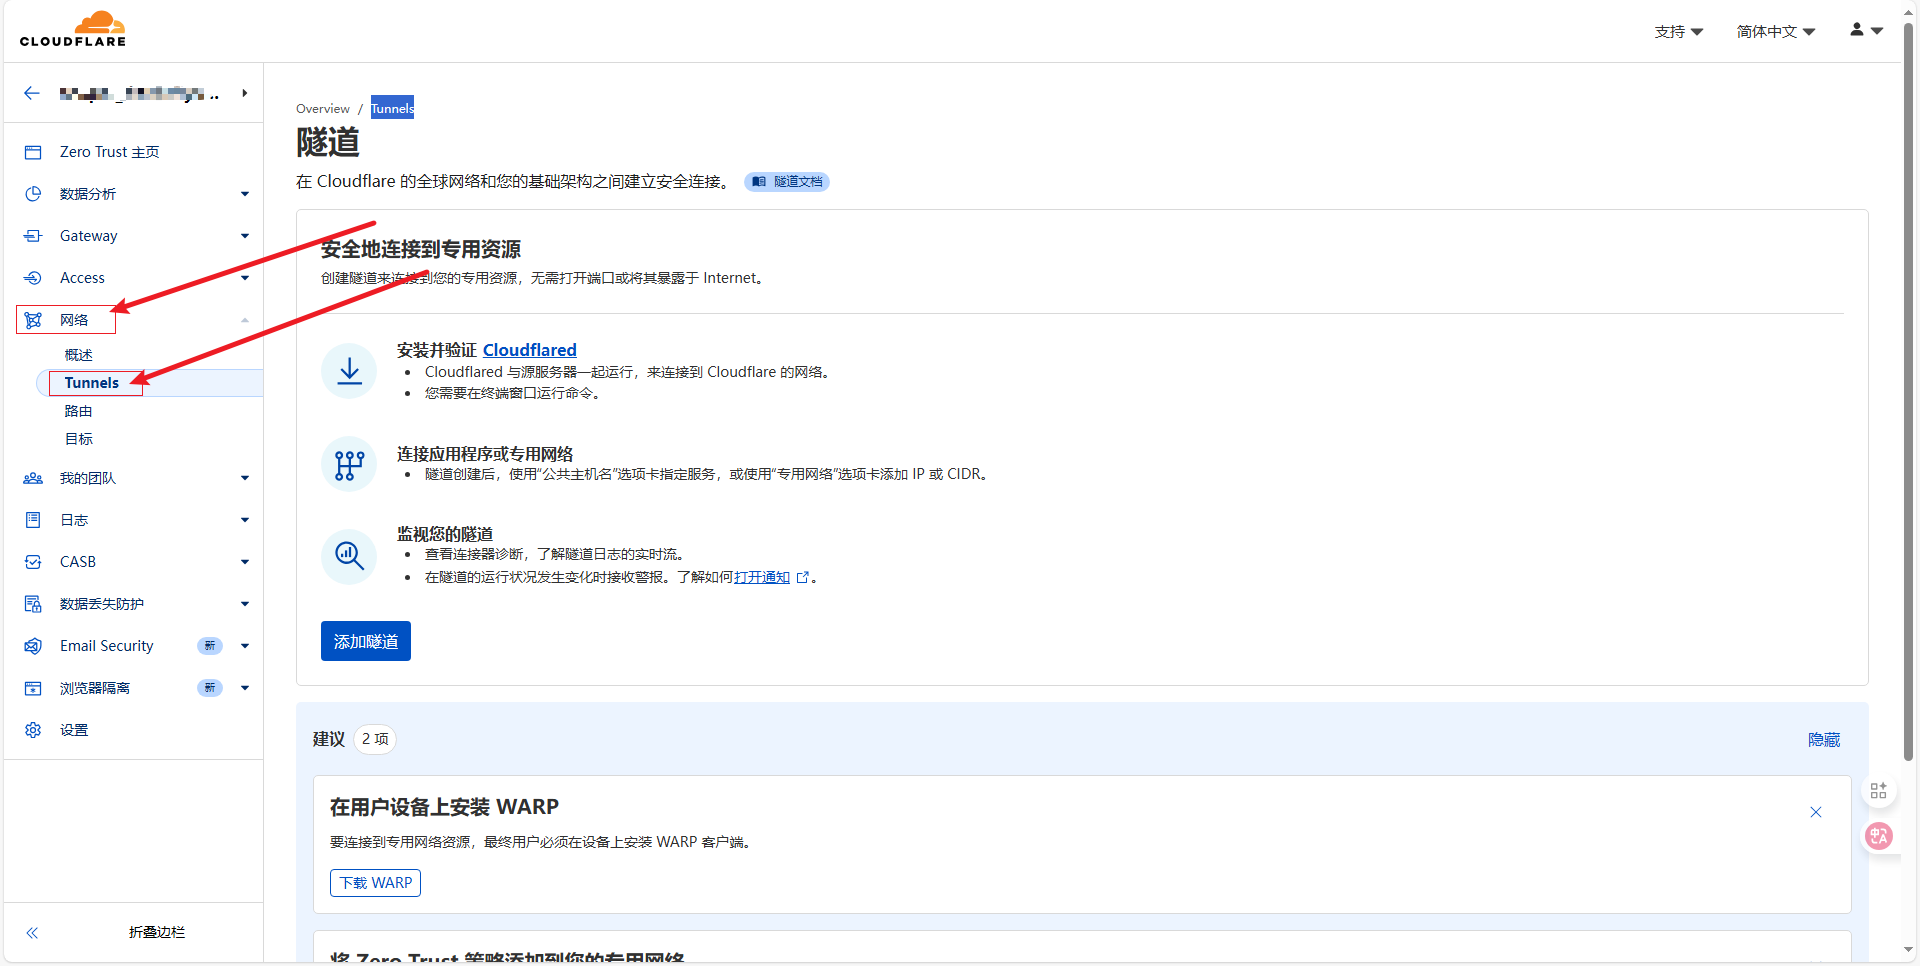 CLOUDFLARE
支持
简体中文
Zero Trust 主页
数据分析
Gateway
Access
网络
概述
Tunnels
路由
目标
我的团队
日志
CASB
数据丢失防护
Email Security 新
浏览器隔离 新
设置
折叠边栏
Overview / Tunnels
隧道
在 Cloudflare 的全球网络和您的基础架构之间建立安全连接。 隧道文档
安全地连接到专用资源
创建隧道来连接到您的专用资源，无需打开端口或将其暴露于 Internet。
安装并验证 Cloudflared
Cloudflared 与源服务器一起运行，来连接到 Cloudflare 的网络。
您需要在终端窗口运行命令。
连接应用程序或专用网络
隧道创建后，使用“公共主机名”选项卡指定服务，或使用“专用网络”选项卡添加 IP 或 CIDR。
监视您的隧道
查看连接器诊断，了解隧道日志的实时流。
在隧道的运行状况发生变化时接收警报。了解如何打开通知 。
添加隧道
建议 2 项
隐藏
在用户设备上安装 WARP
要连接到专用网络资源，最终用户必须在设备上安装 WARP 客户端。
下载 WARP
将 Zero Trust 策略添加到您的专用网络